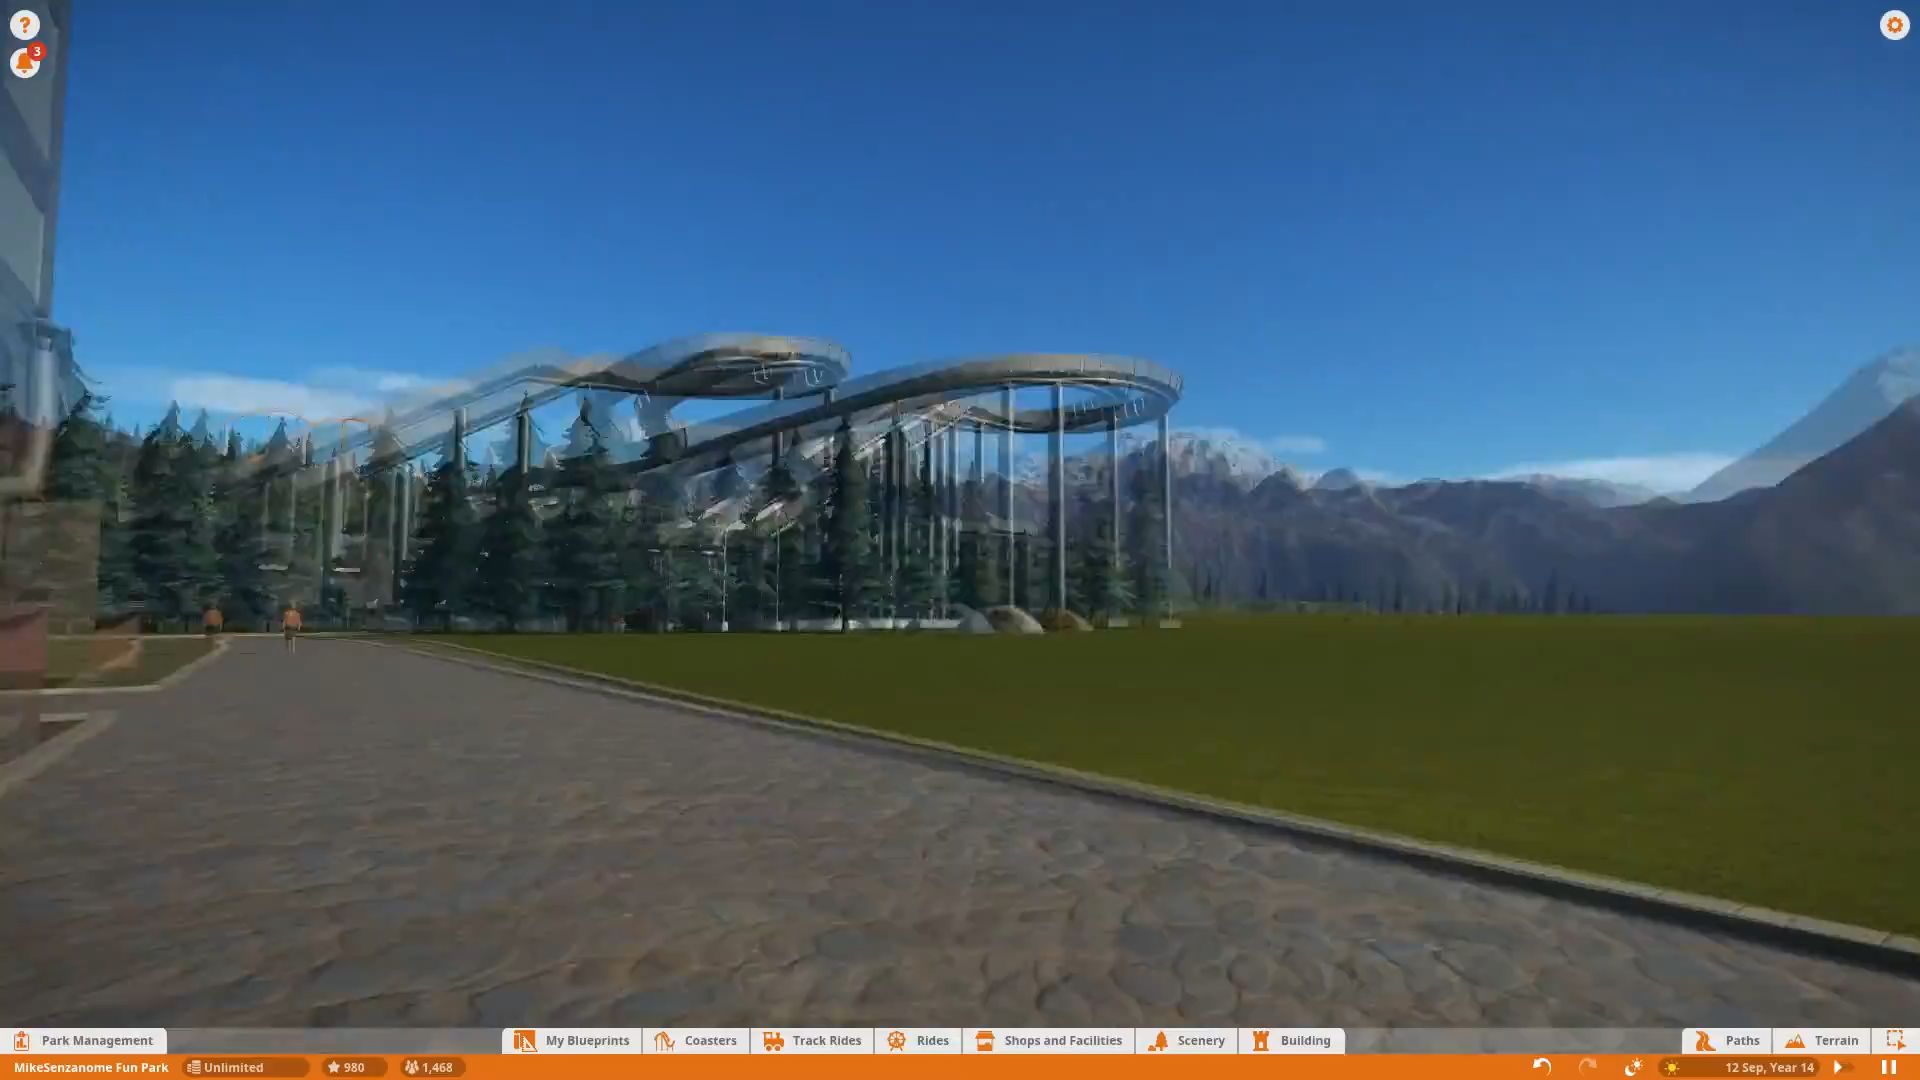 ?
3
Park Management
My Blueprints
Coasters
Track Rides
Rides
Shops and Facilities
Scenery
Building
Paths
Terrain
MikeSenzanome Fun Park
Unlimited
980
1,468
12 Sep, Year 14